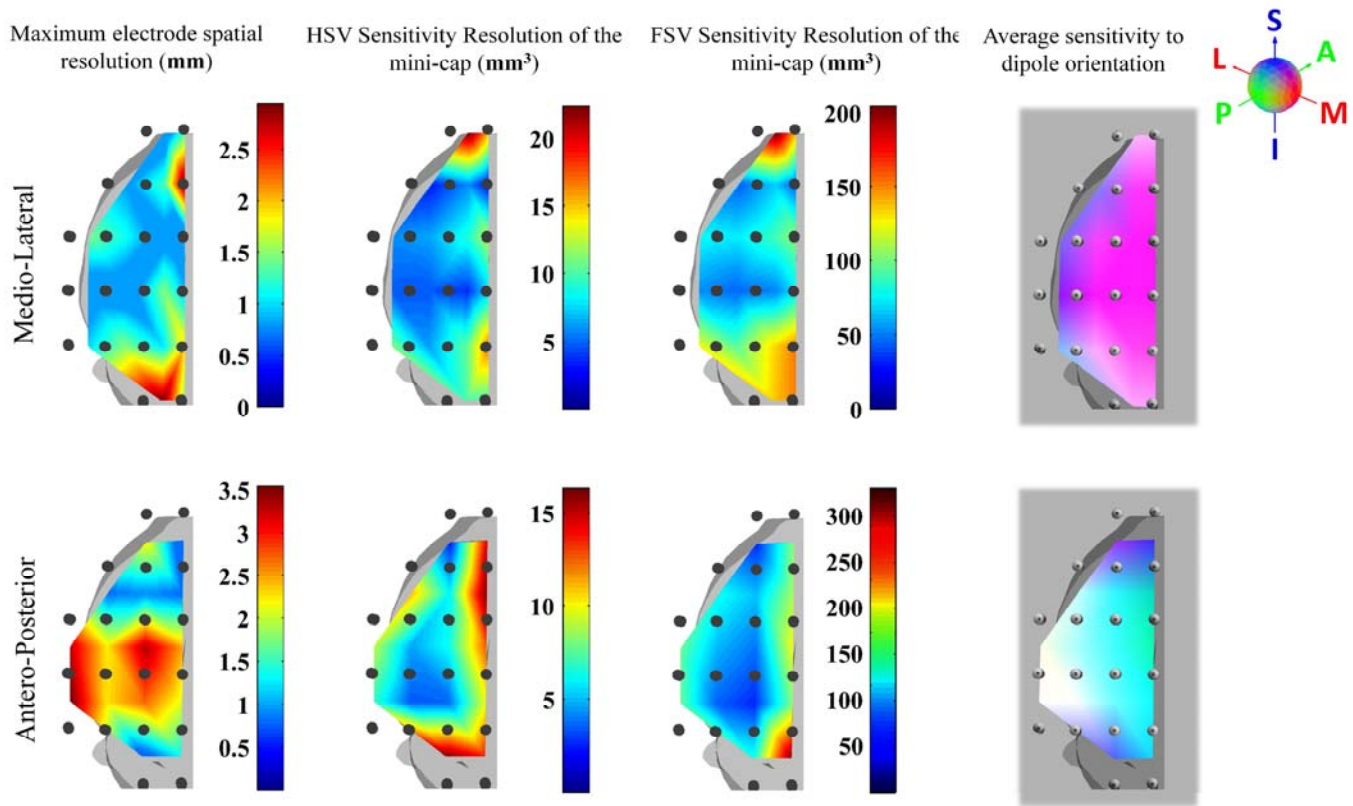 Maximum electrode spatial
resolution (mm)
HSV Sensitivity Resolution of the
mini-cap (mm³)
FSV Sensitivity Resolution of the
mini-cap (mm³)
Average sensitivity to
dipole orientation
S
L
A
P
M
I
Medio-Lateral
2.5
2
1.5
1
0.5
0
20
15
10
5
200
150
100
50
0
Antero-Posterior
3.5
3
2.5
2
1.5
1
0.5
15
10
5
300
250
200
150
100
50